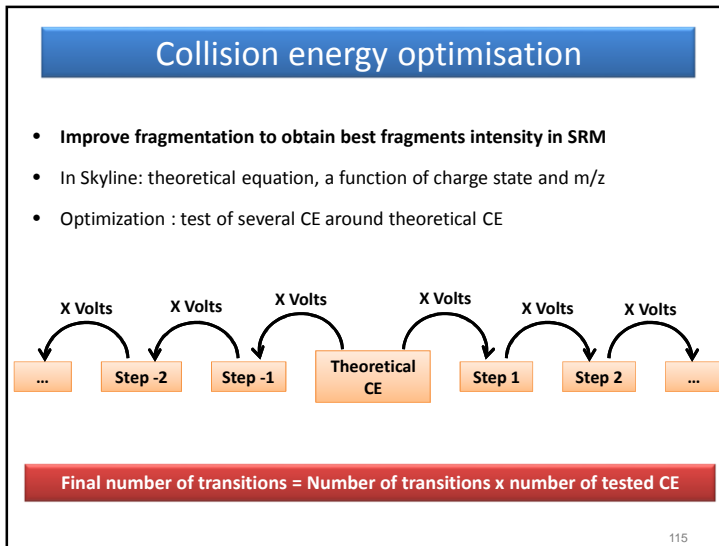 Collision energy optimisation
• Improve fragmentation to obtain best fragments intensity in SRM
• In Skyline: theoretical equation, a function of charge state and m/z
• Optimization : test of several CE around theoretical CE
X Volts X Volts X Volts X Volts X Volts X Volts
... Step -2 Step -1 Theoretical CE Step 1 Step 2 ...
Final number of transitions = Number of transitions x number of tested CE
115